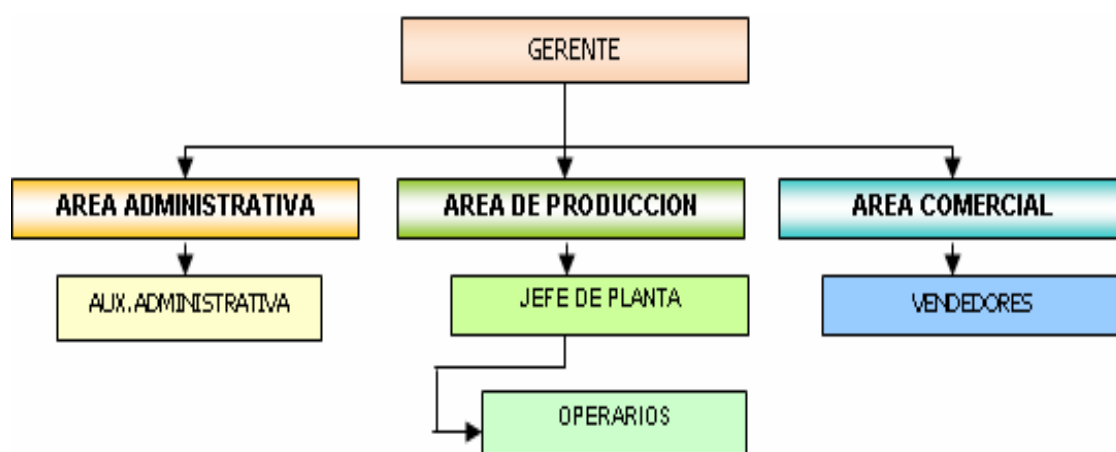 GERENTE
AREA ADMINISTRATIVA
AREA DE PRODUCCION
AREA COMERCIAL
AUX. ADMINISTRATIVA
JEFE DE PLANTA
VENDEDORES
OPERARIOS